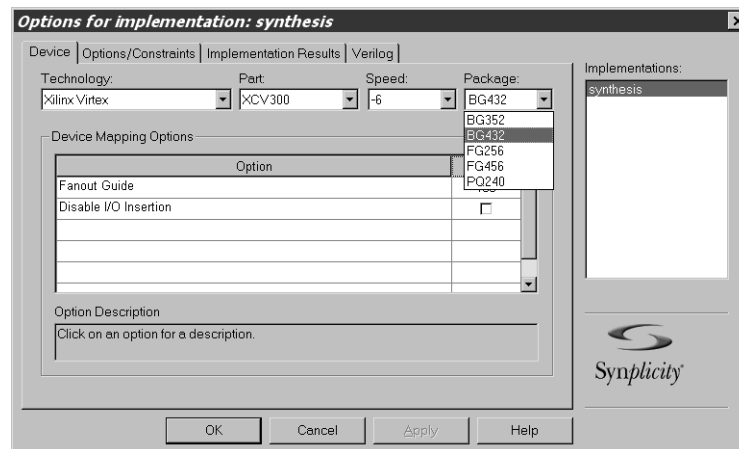 Options for implementation: synthesis
Device Options/Constraints Implementation Results Verilog
Technology: Part: Speed: Package:
Xilinx Virtex XCV300 -6 BG432
BG352
BG432
FG256
FG456
PQ240
Device Mapping Options
Option
Fanout Guide
Disable I/O Insertion
Option Description
Click on an option for a description.
Implementations:
synthesis
Synplicity
OK Cancel Apply Help